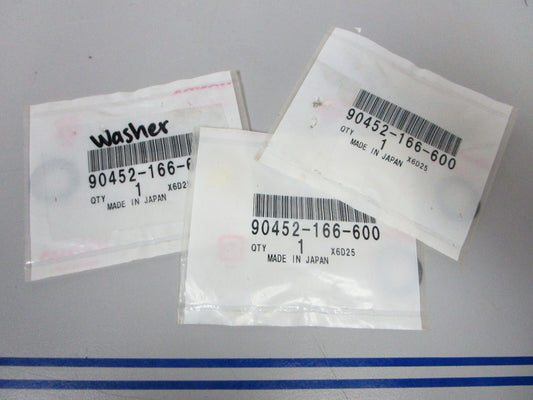 washer
90452-166-6
QTY 1 X6D25
MADE IN JAPAN
90452-166-600
QTY 1 X6D25
MADE IN JAPAN
90452-166-600
QTY 1 X6D25
MADE IN JAPAN